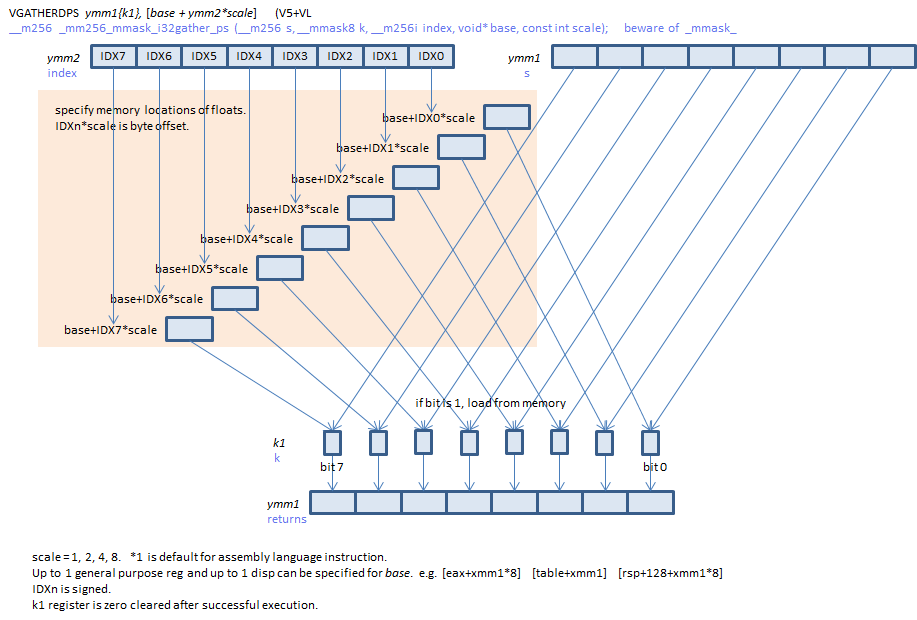 VGATHERDPS ymm1{k1}, [base + ymm2*scale] (V5+VL
__m256 _mm256_mmask_i32gather_ps (__m256 s, __mmask8 k, __m256i index, void* base, const int scale); beware of _mmask_
ymm2 IDX7 IDX6 IDX5 IDX4 IDX3 IDX2 IDX1 IDX0 ymm1
index s
specify memory locations of floats.
IDXn*scale is byte offset.
base+IDX0*scale
base+IDX1*scale
base+IDX2*scale
base+IDX3*scale
base+IDX4*scale
base+IDX5*scale
base+IDX6*scale
base+IDX7*scale
if bit is 1, load from memory
k1
k
bit 7 bit 0
ymm1
returns
scale = 1, 2, 4, 8. *1 is default for assembly language instruction.
Up to 1 general purpose reg and up to 1 disp can be specified for base. e.g. [eax+xmm1*8] [table+xmm1] [rsp+128+xmm1*8]
IDXn is signed.
k1 register is zero cleared after successful execution.